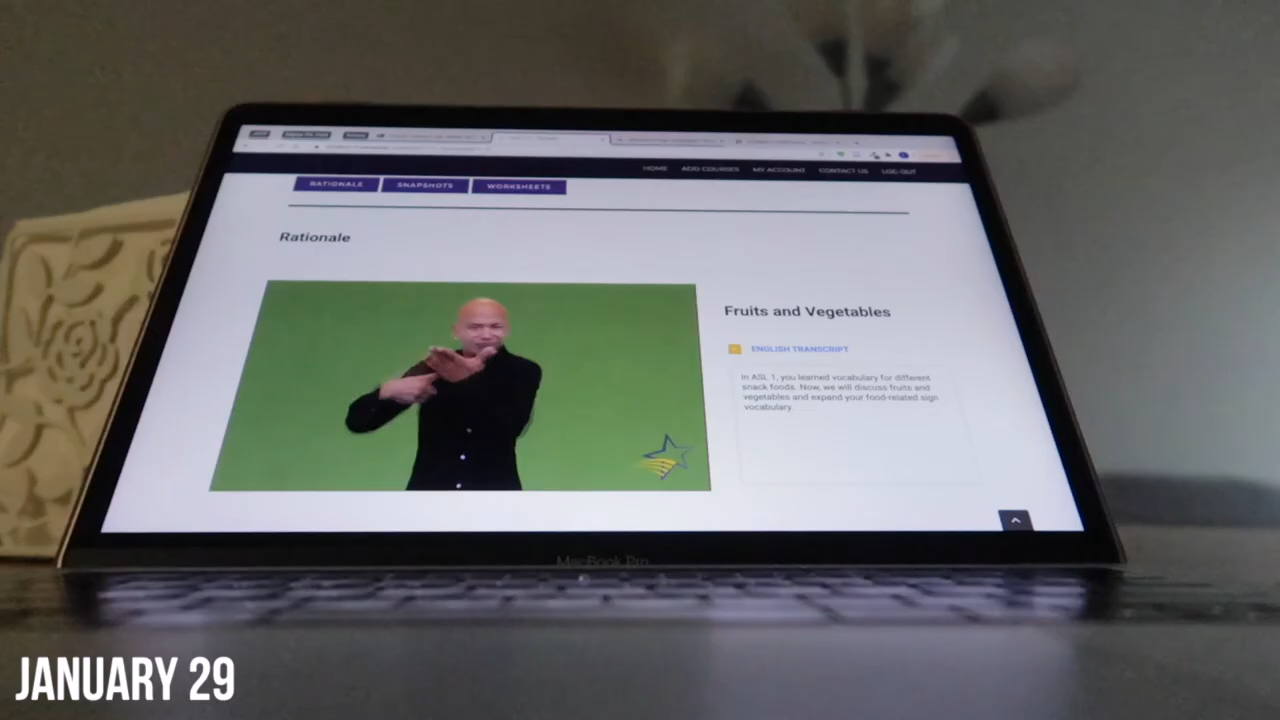 HOME ADD COURSES MY ACCOUNT CONTACT US LOG OUT
RATIONALE SNAPSHOTS WORKSHEETS
Rationale
Fruits and Vegetables
ENGLISH TRANSCRIPT
In ASL 1, you learned vocabulary for different
snack foods. Now, we will discuss fruits and
vegetables and expand your food-related sign
vocabulary.
MacBook Pro
JANUARY 29